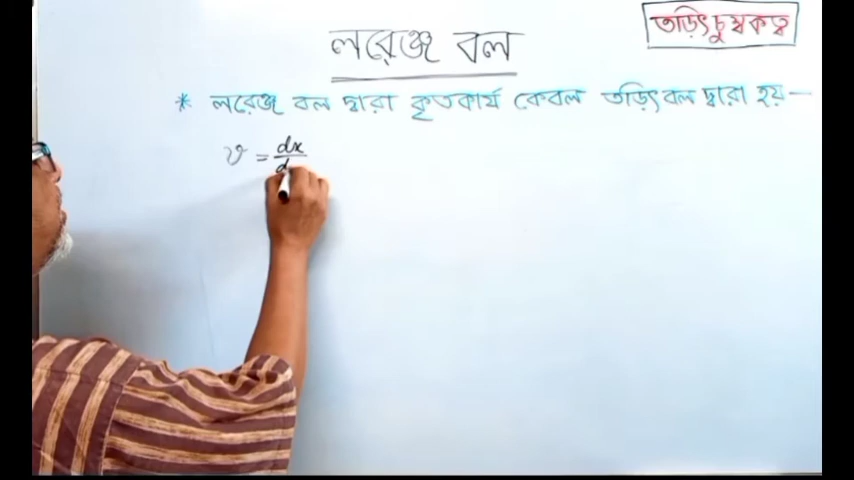 তড়িৎচুম্বকত্ব
লরেঞ্জ বল
* লরেঞ্জ বল দ্বারা কৃতকার্য কেবল তড়িৎবল দ্বারা হয় —
v = dx/d